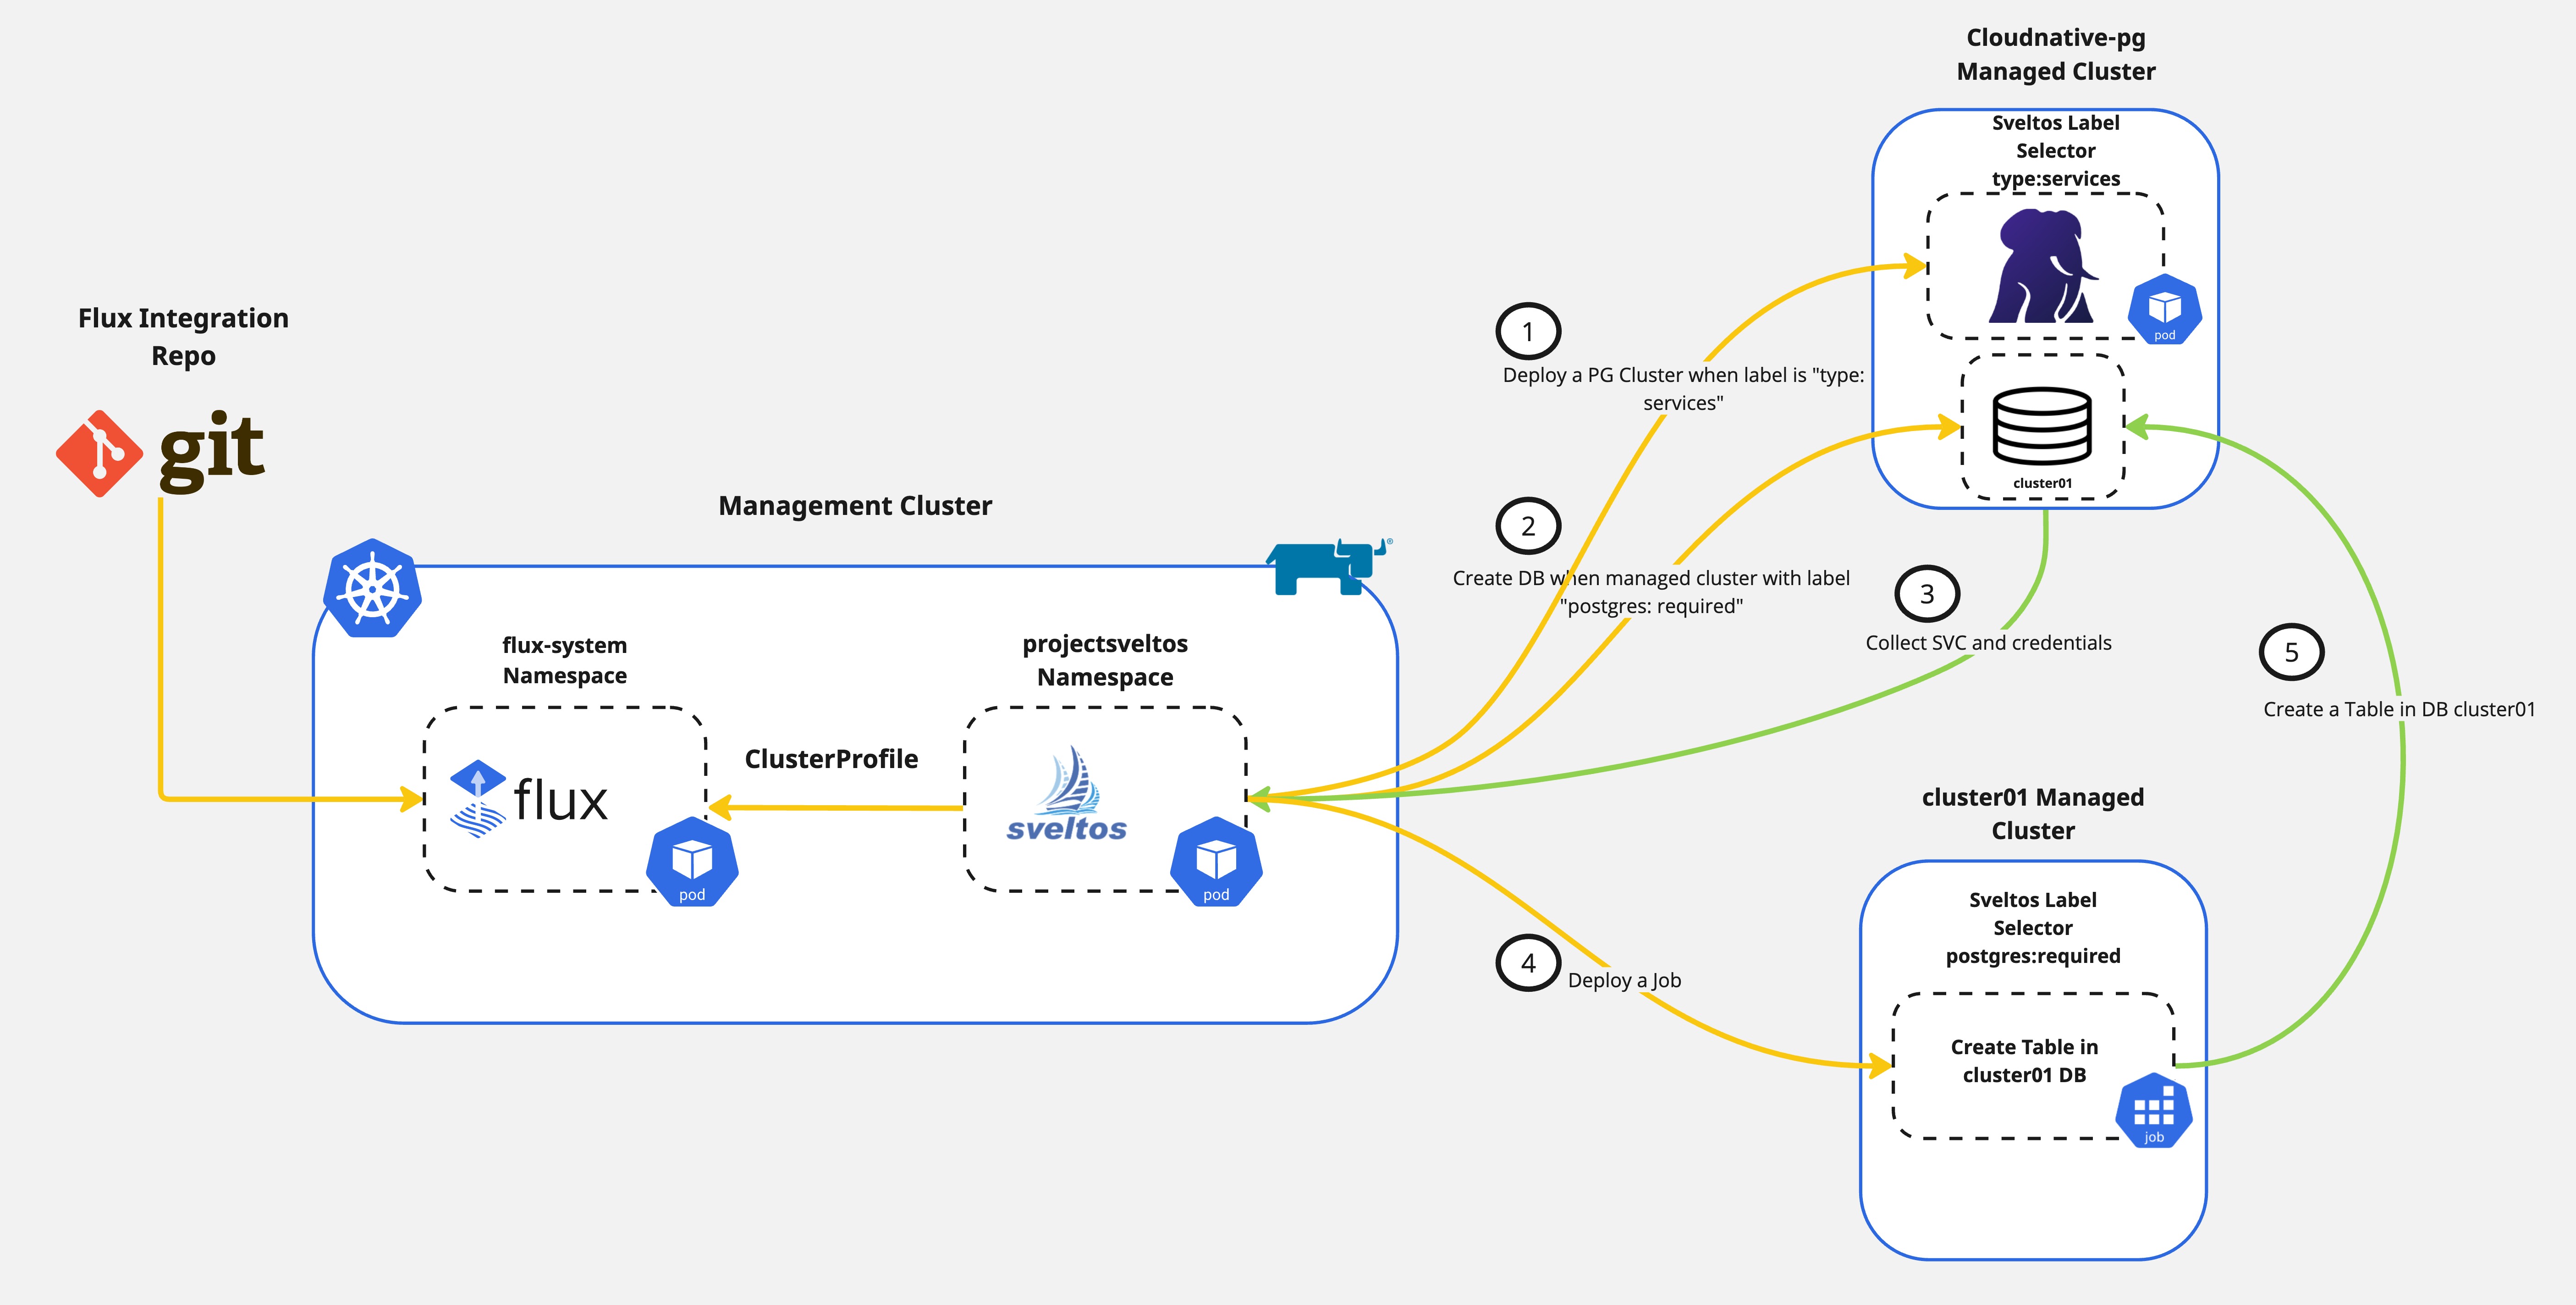 Cloudnative-pg
Managed Cluster
Sveltos Label
Selector
type:services
pod
cluster01
1
Deploy a PG Cluster when label is "type:
services"
Flux Integration
Repo
git
2
Create DB when managed cluster with label
"postgres: required"
3
Collect SVC and credentials
5
Create a Table in DB cluster01
Management Cluster
®
flux-system
Namespace
flux
pod
ClusterProfile
projectsveltos
Namespace
sveltos
pod
4
Deploy a Job
cluster01 Managed
Cluster
Sveltos Label
Selector
postgres:required
Create Table in
cluster01 DB
job